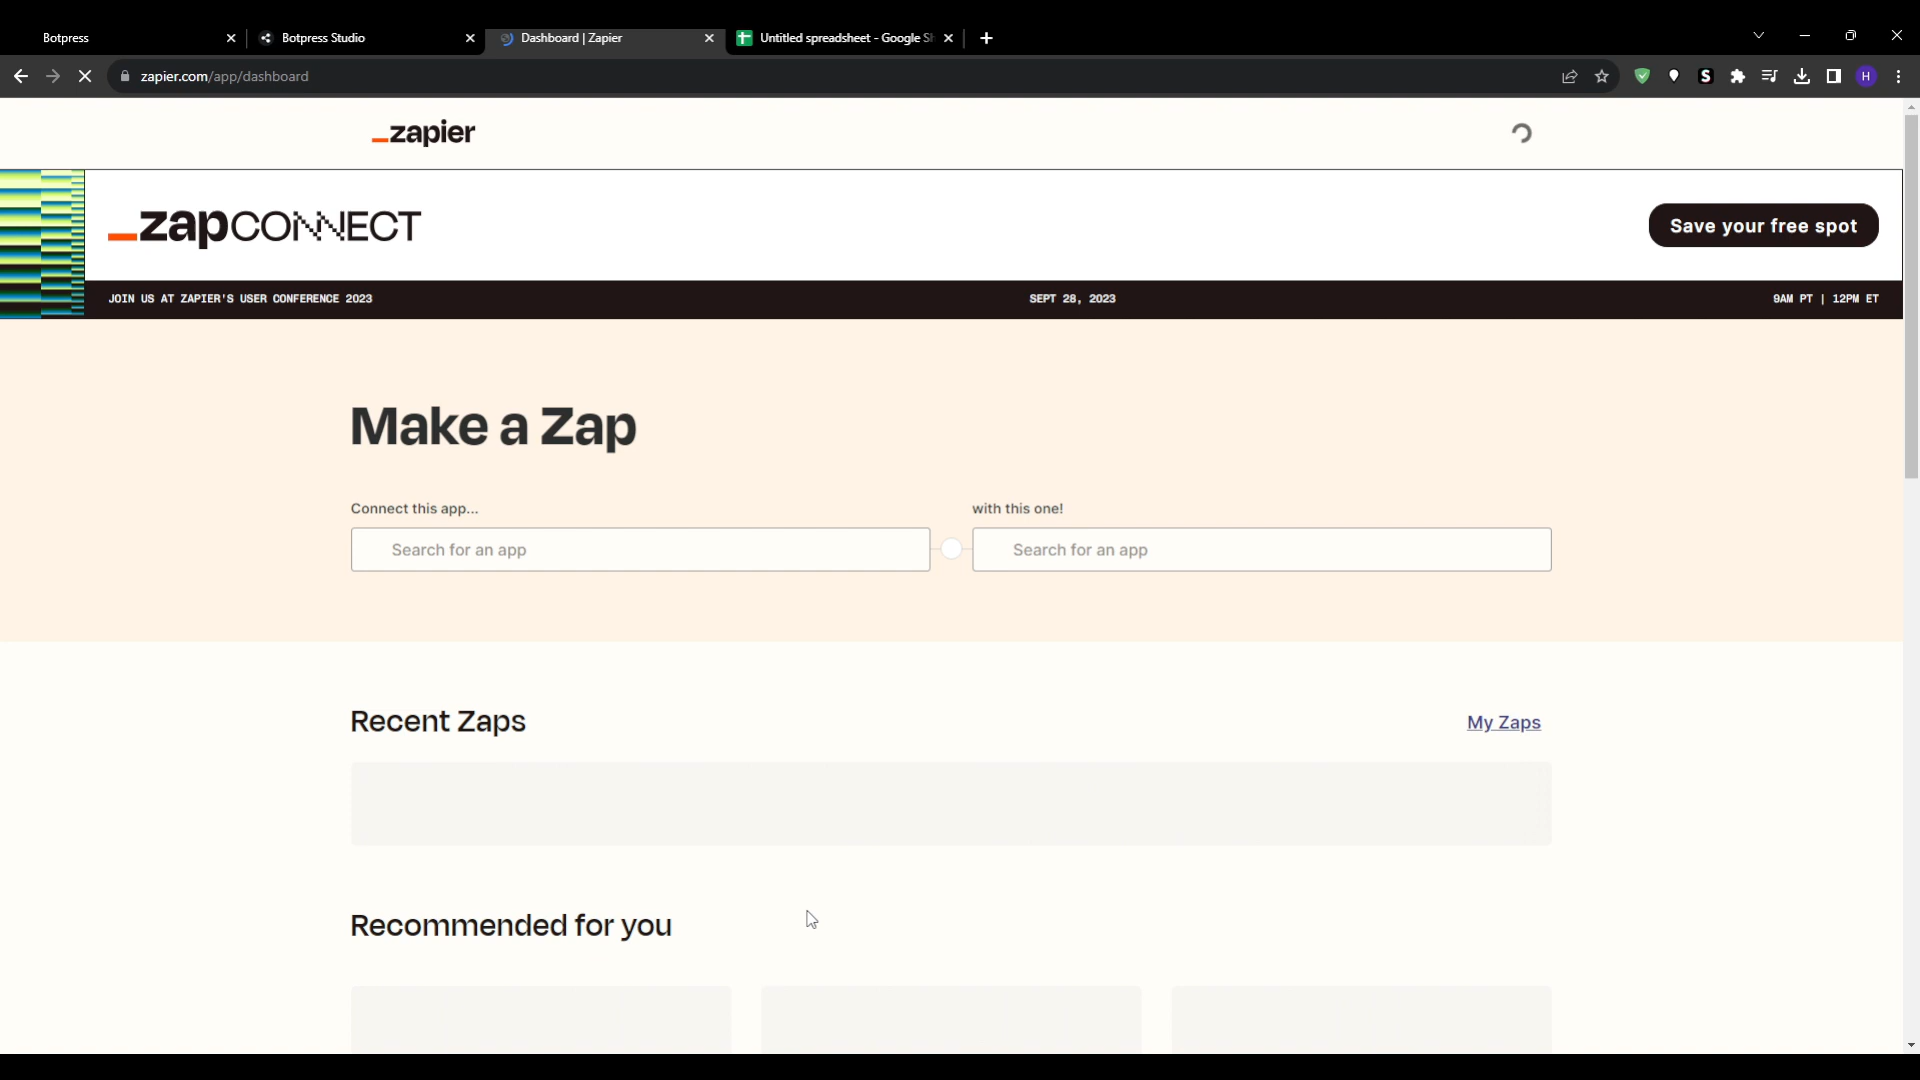 Botpress
Botpress Studio
Dashboard | Zapier
Untitled spreadsheet - Google Sh
zapier.com/app/dashboard
S
H
zapier
zapCONNECT
Save your free spot
JOIN US AT ZAPIER'S USER CONFERENCE 2023
SEPT 28, 2023
9AM PT | 12PM ET
Make a Zap
Connect this app...
with this one!
Search for an app
Search for an app
Recent Zaps
My Zaps
Recommended for you